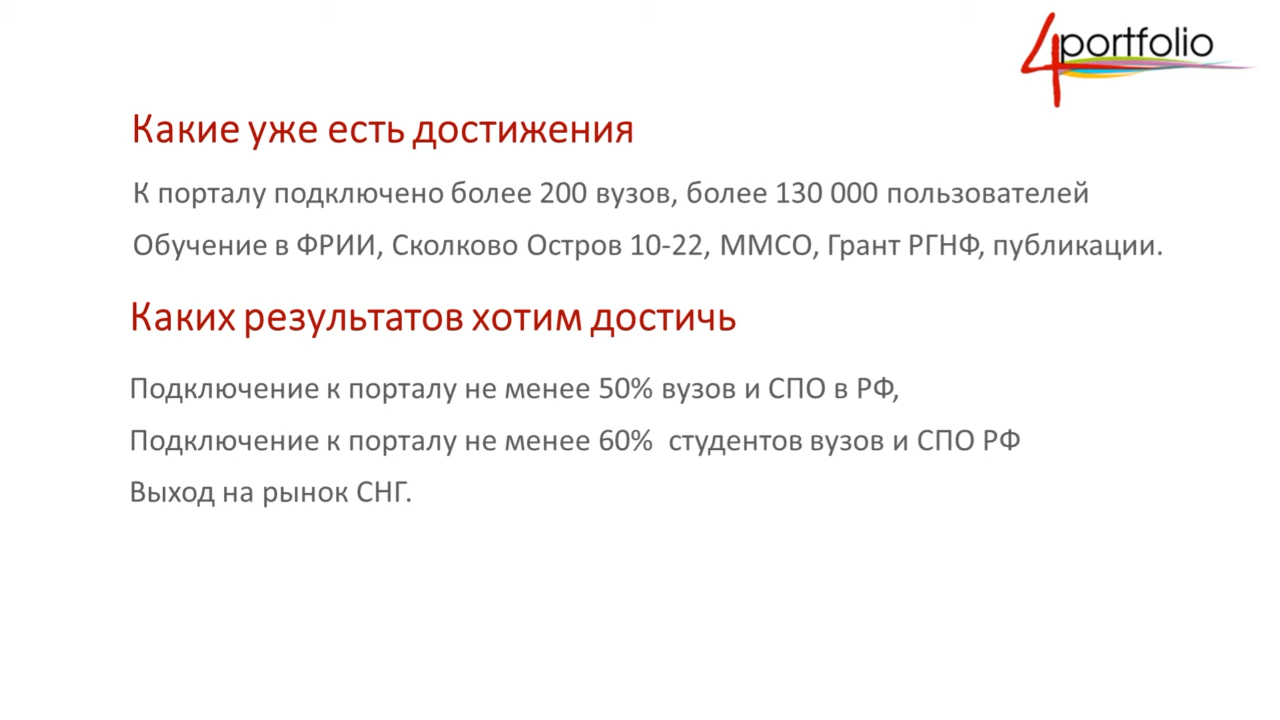 4portfolio
Какие уже есть достижения
К порталу подключено более 200 вузов, более 130 000 пользователей
Обучение в ФРИИ, Сколково Остров 10-22, ММСО, Грант РГНФ, публикации.
Каких результатов хотим достичь
Подключение к порталу не менее 50% вузов и СПО в РФ,
Подключение к порталу не менее 60% студентов вузов и СПО РФ
Выход на рынок СНГ.